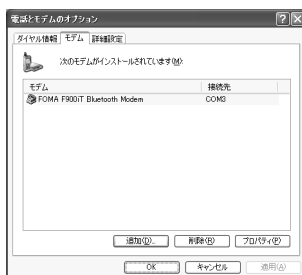 電話とモデムのオプション
ダイヤル情報 モデム 詳細設定
次のモデムがインストールされています(M):
モデム 接続先
FOMA F900iT Bluetooth Modem COM3
追加(D)... 削除(R) プロパティ(P)
OK キャンセル 適用(A)